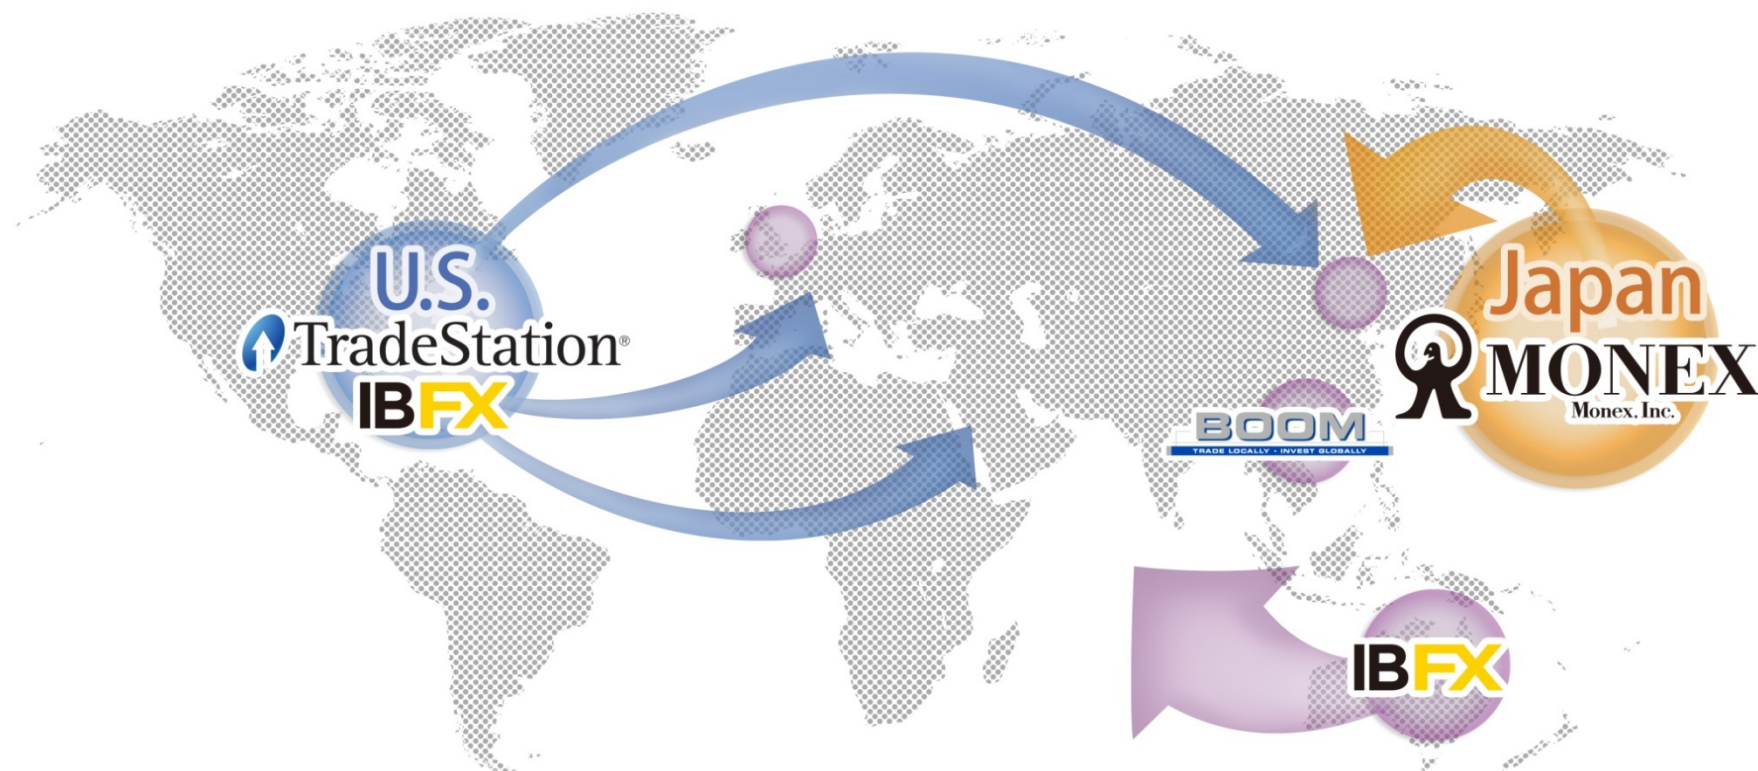 U.S.
TradeStation®
IBFX
Japan
MONEX
Monex, Inc.
BOOM
TRADE LOCALLY · INVEST GLOBALLY
IBFX